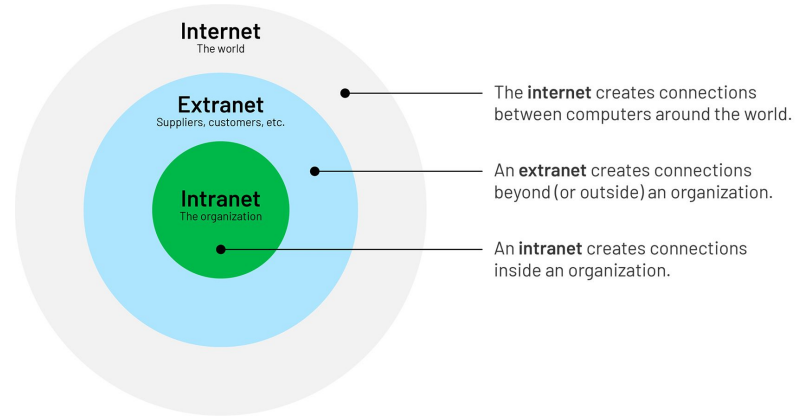 Internet
The world
Extranet
Suppliers, customers, etc.
Intranet
The organization
The internet creates connections
between computers around the world.
An extranet creates connections
beyond (or outside) an organization.
An intranet creates connections
inside an organization.